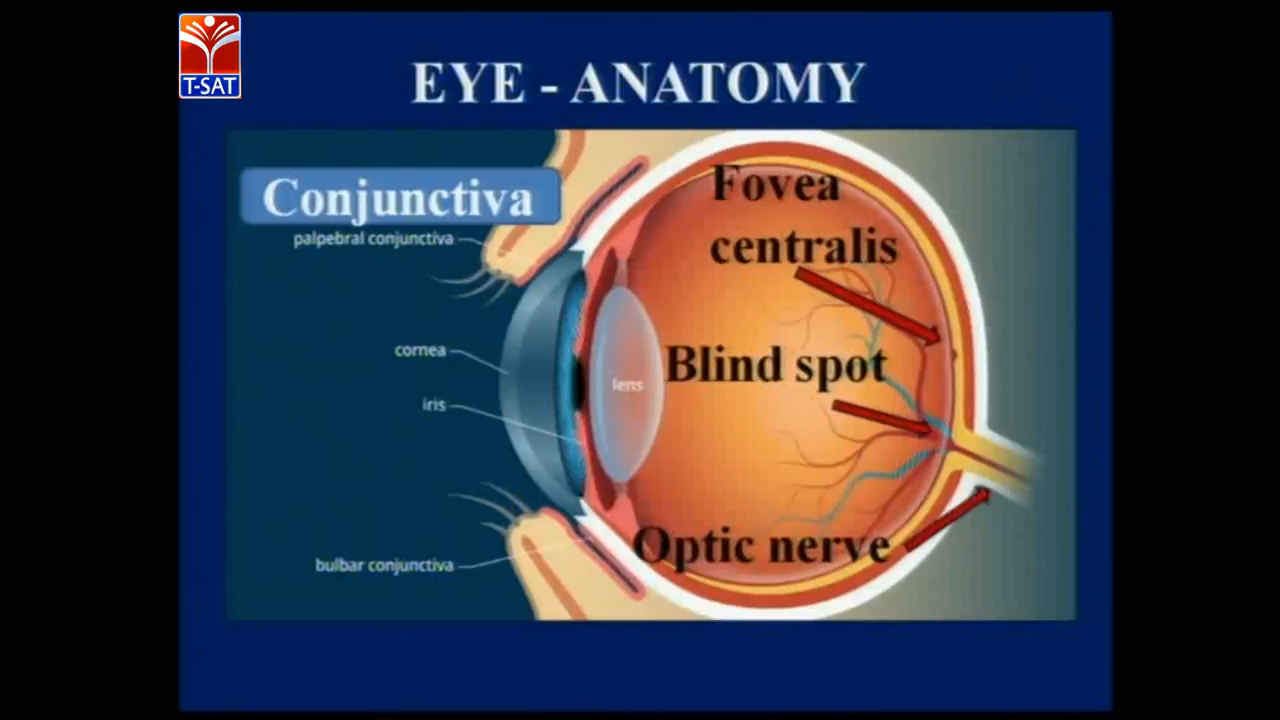 T-SAT
EYE - ANATOMY
Conjunctiva
palpebral conjunctiva
cornea
iris
bulbar conjunctiva
lens
Fovea
centralis
Blind spot
Optic nerve